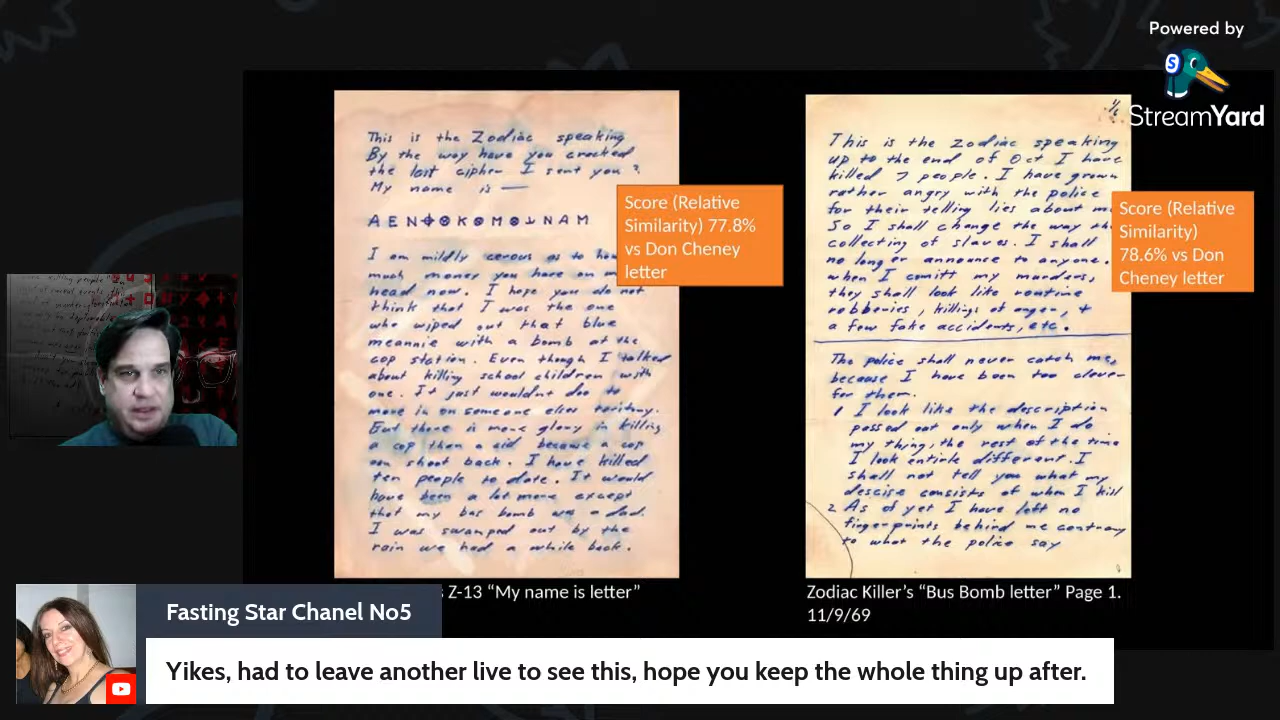 Powered by
StreamYard
This is the Zodiac speaking
By the way have you cracked
the last cipher I sent you?
My name is —
A E N ⌖ ⊗ K ⊗ M ⊗ ⅃ N A M
I am mildly cerous as to how
much money you have on m
head now. I hope you do not
think that I was the one
who wiped out that blue
meannie with a bomb at the
cop station. Even though I talked
about killing school children with
one. It just wouldnt doo to
move in on someone elses teritory.
But there is more glory in killing
a cop than a cid because a cop
can shoot back. I have killed
ten people to date. It would
have been a lot more except
that my bus bomb was a dud.
I was swamped out by the
rain we had a while back.
Score (Relative
Similarity) 77.8%
vs Don Cheney
letter
Z-13 “My name is letter”
1/6
This is the Zodiac speaking
up to the end of Oct I have
killed 7 people. I have grown
rather angry with the police
for their telling lies about m
So I shall change the way th
collecting of slaves. I shall
no longer announce to anyone.
when I comitt my murders,
they shall look like routine
robberies, killings of anger, +
a few fake accidents, etc.
The police shall never catch me,
because I have been too clever
for them.
1 I look like the description
passed out only when I do
my thing, the rest of the time
I look entirle different. I
shall not tell you what my
descise consists of when I kill
2 As of yet I have left no
fingerprints behind me contrary
to what the police say
Score (Relative
Similarity)
78.6% vs Don
Cheney letter
Zodiac Killer’s “Bus Bomb letter” Page 1.
11/9/69
Fasting Star Chanel No5
Yikes, had to leave another live to see this, hope you keep the whole thing up after.